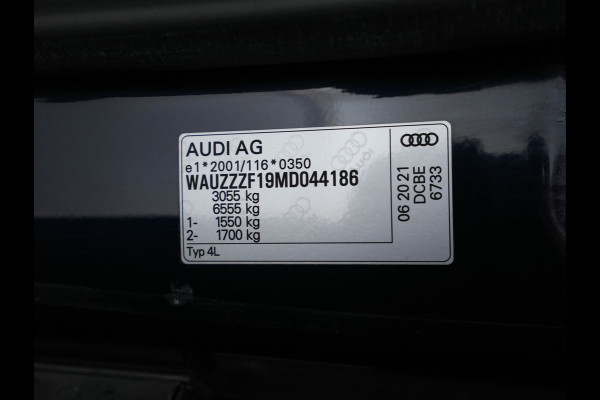 AUDI AG
e1*2001/116*0350
WAUZZZF19MD044186
3055 kg
6555 kg
1- 1550 kg
2- 1700 kg
Typ 4L
06 2021
DCBE
6733